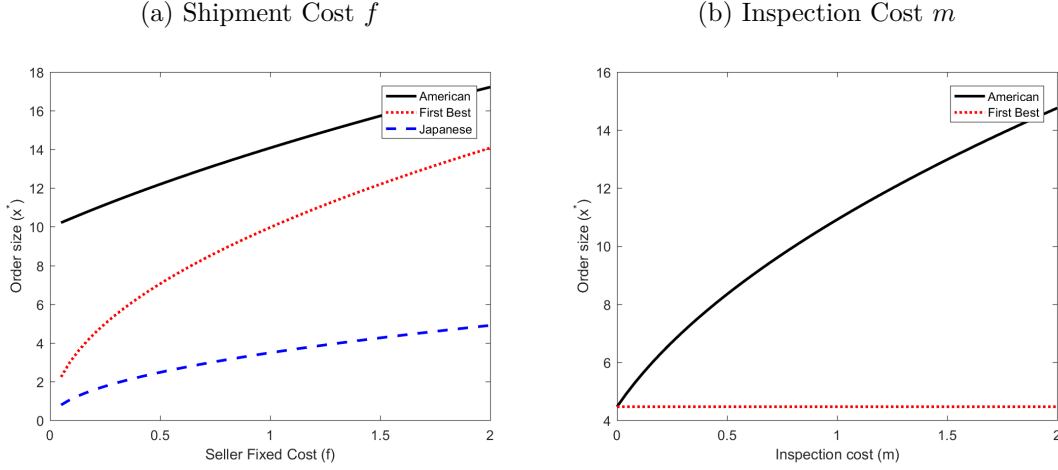 (a) Shipment Cost f
(b) Inspection Cost m
18
16
14
12
10
8
6
4
2
0
Order size (x*)
American
First Best
Japanese
0
0.5
1
1.5
2
Seller Fixed Cost (f)
16
14
12
10
8
6
4
Order size (x*)
American
First Best
0
0.5
1
1.5
2
Inspection cost (m)